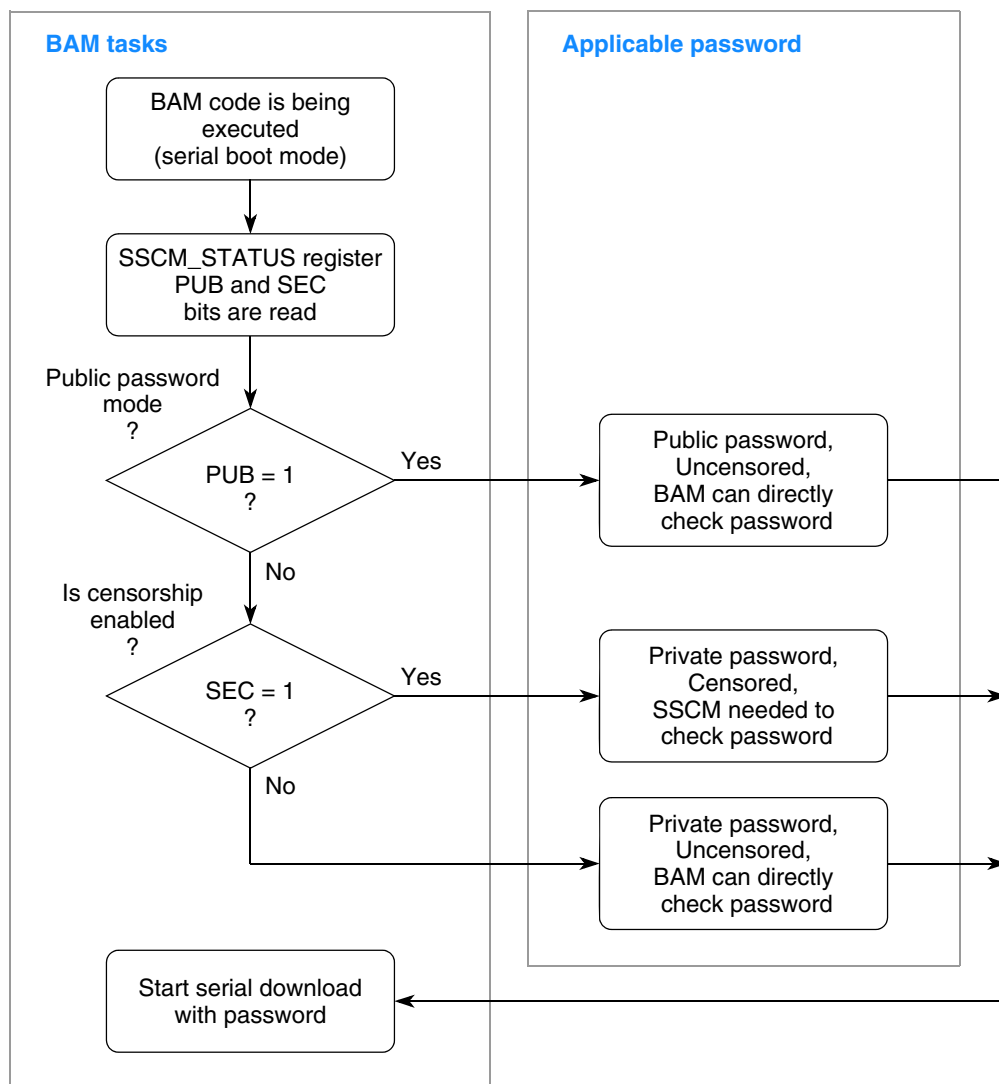 BAM tasks
Applicable password
BAM code is being
executed
(serial boot mode)
SSCM_STATUS register
PUB and SEC
bits are read
Public password
mode
?
PUB = 1
?
Yes
No
Public password,
Uncensored,
BAM can directly
check password
Is censorship
enabled
?
SEC = 1
?
Yes
No
Private password,
Censored,
SSCM needed to
check password
Private password,
Uncensored,
BAM can directly
check password
Start serial download
with password